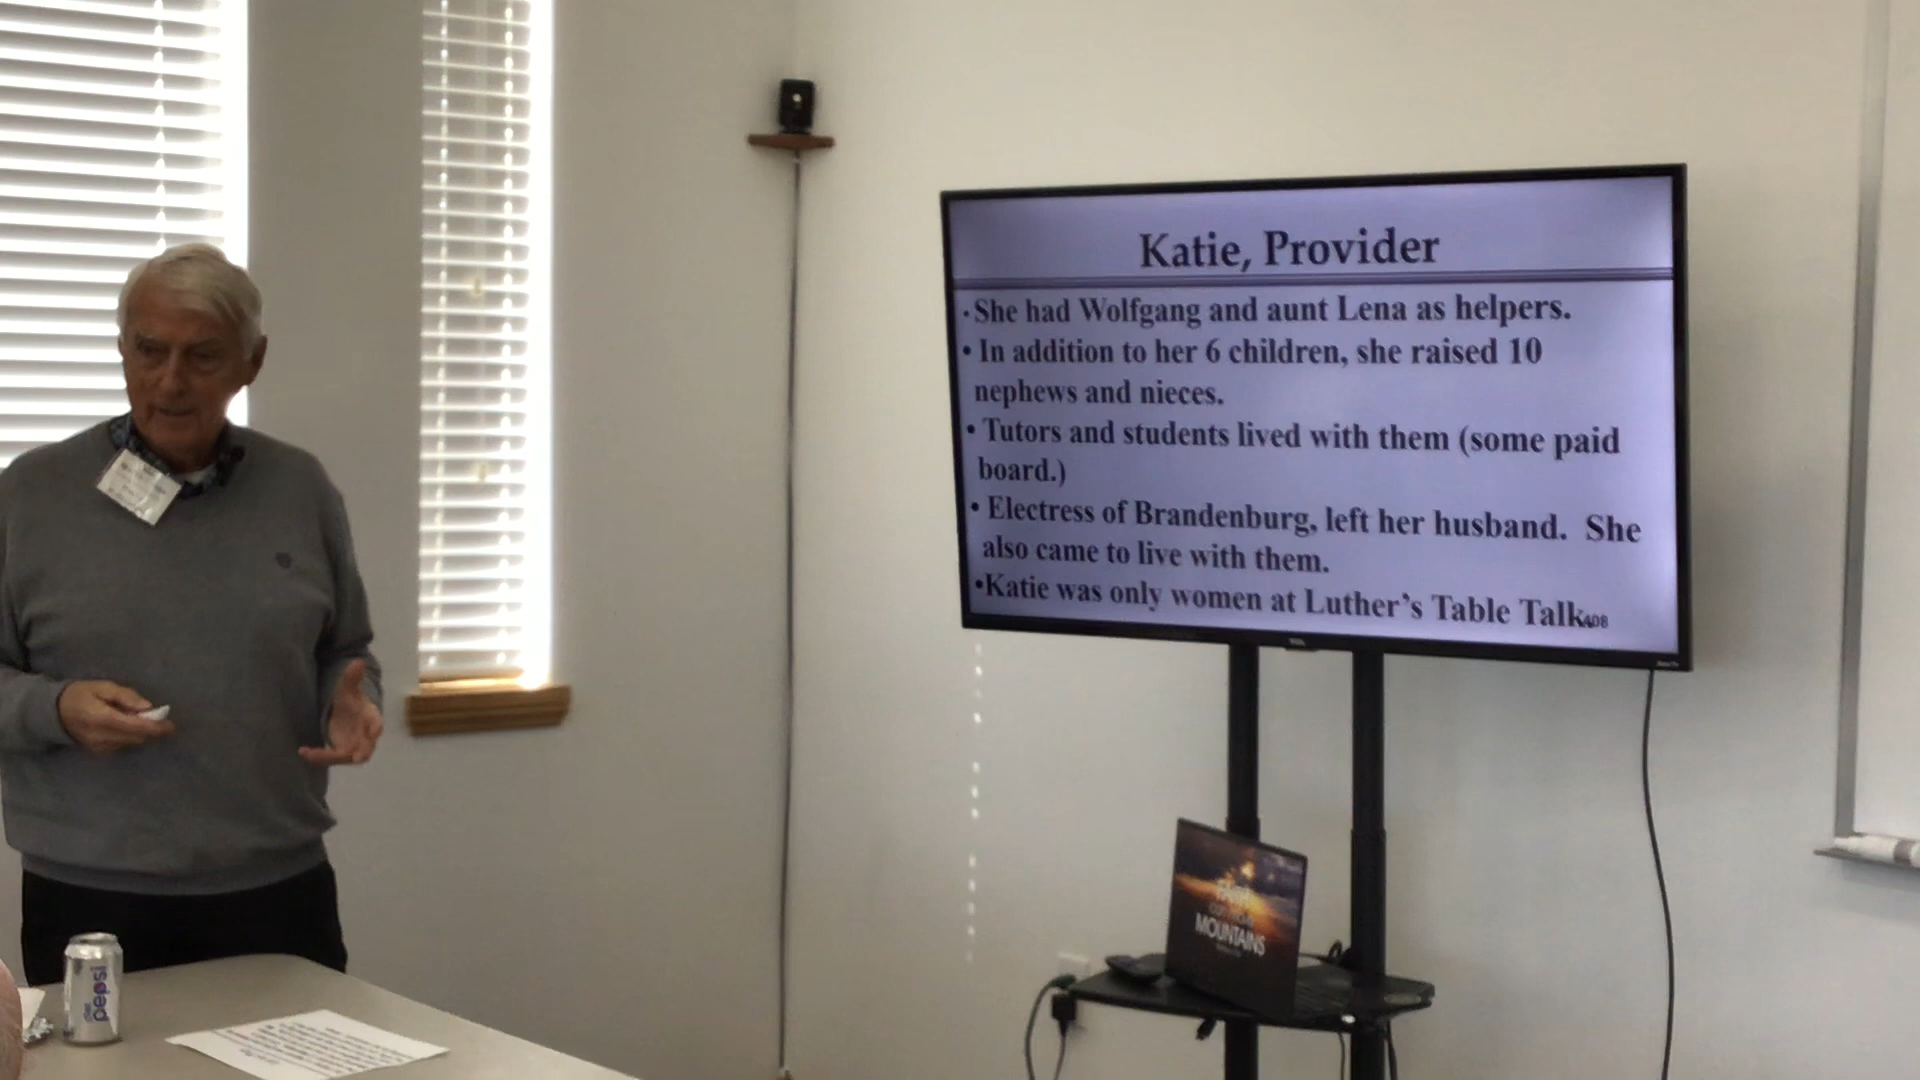 Katie, Provider
• She had Wolfgang and aunt Lena as helpers.
• In addition to her 6 children, she raised 10
nephews and nieces.
• Tutors and students lived with them (some paid
board.)
• Electress of Brandenburg, left her husband. She
also came to live with them.
•Katie was only women at Luther's Table Talk.
408
MOUNTAINS
diet
pepsi